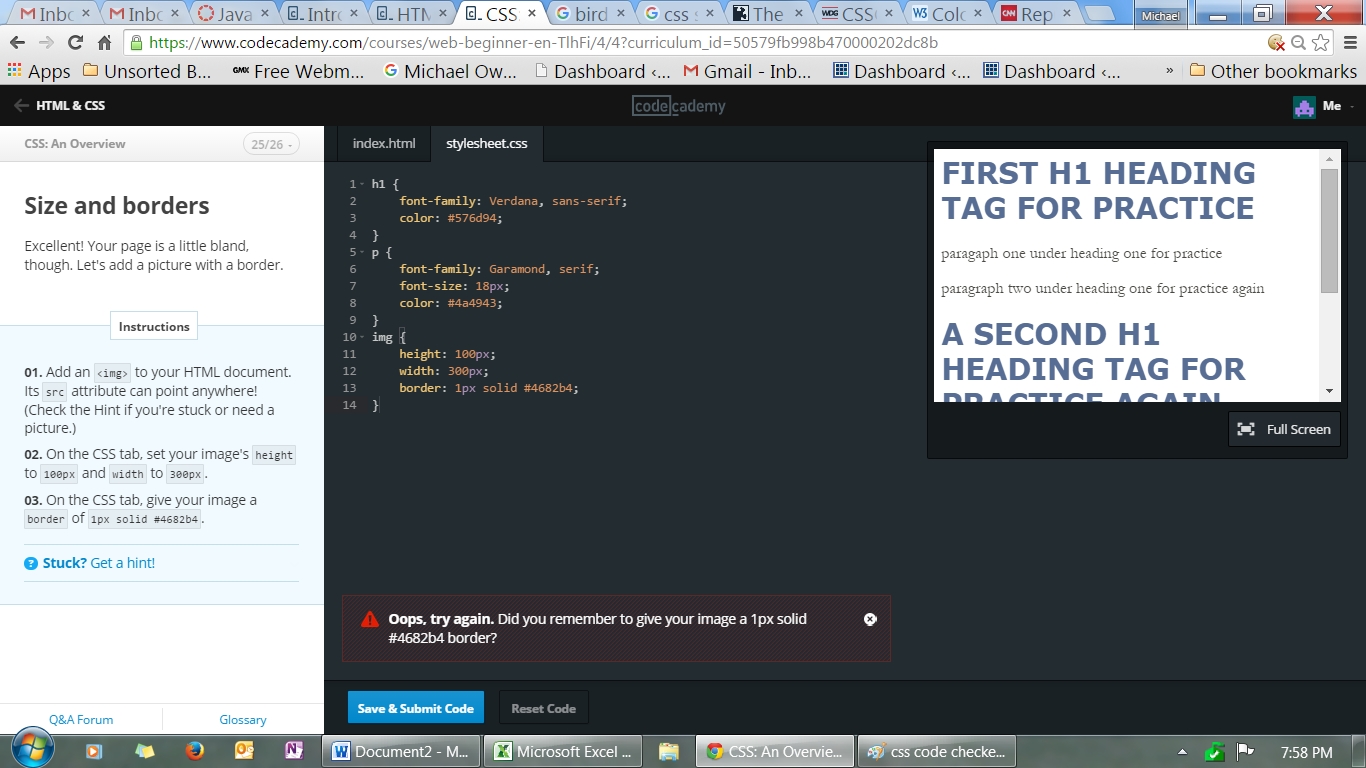 Inbo
Inbo
Java
Intro
HTM
CSS:
bird
css s
The
CSSC
Colo
Rep
Michael
https://www.codecademy.com/courses/web-beginner-en-TlhFi/4/4?curriculum_id=50579fb998b470000202dc8b
Apps
Unsorted B...
GMX Free Webm...
Michael Ow...
Dashboard ‹...
Gmail - Inb...
Dashboard ‹...
Dashboard ‹...
»
Other bookmarks
HTML & CSS
codecademy
Me
CSS: An Overview
25/26
index.html
stylesheet.css
Size and borders
Excellent! Your page is a little bland,
though. Let's add a picture with a border.
Instructions
01. Add an <img> to your HTML document.
Its src attribute can point anywhere!
(Check the Hint if you're stuck or need a
picture.)
02. On the CSS tab, set your image's height
to 100px and width to 300px.
03. On the CSS tab, give your image a
border of 1px solid #4682b4.
? Stuck? Get a hint!
Q&A Forum
Glossary
1 h1 {
2 font-family: Verdana, sans-serif;
3 color: #576d94;
4 }
5 p {
6 font-family: Garamond, serif;
7 font-size: 18px;
8 color: #4a4943;
9 }
10 img {
11 height: 100px;
12 width: 300px;
13 border: 1px solid #4682b4;
14 }
Oops, try again. Did you remember to give your image a 1px solid
#4682b4 border?
Save & Submit Code
Reset Code
FIRST H1 HEADING
TAG FOR PRACTICE
paragaph one under heading one for practice
paragraph two under heading one for practice again
A SECOND H1
HEADING TAG FOR
PRACTICE AGAIN
Full Screen
Document2 - M...
Microsoft Excel ...
CSS: An Overvie...
css code checke...
7:58 PM